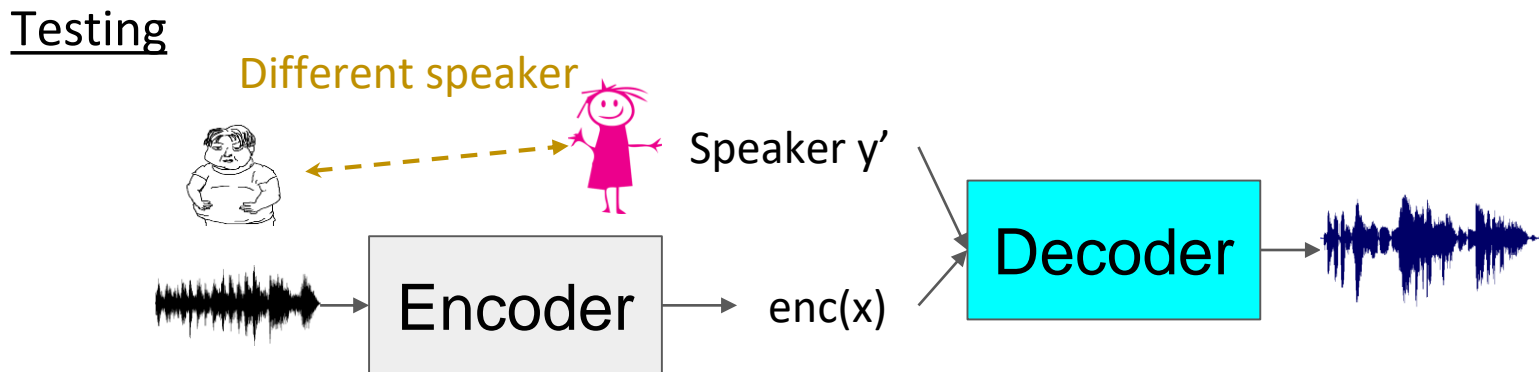 Testing
Different speaker
Speaker y’
Decoder
Encoder
enc(x)